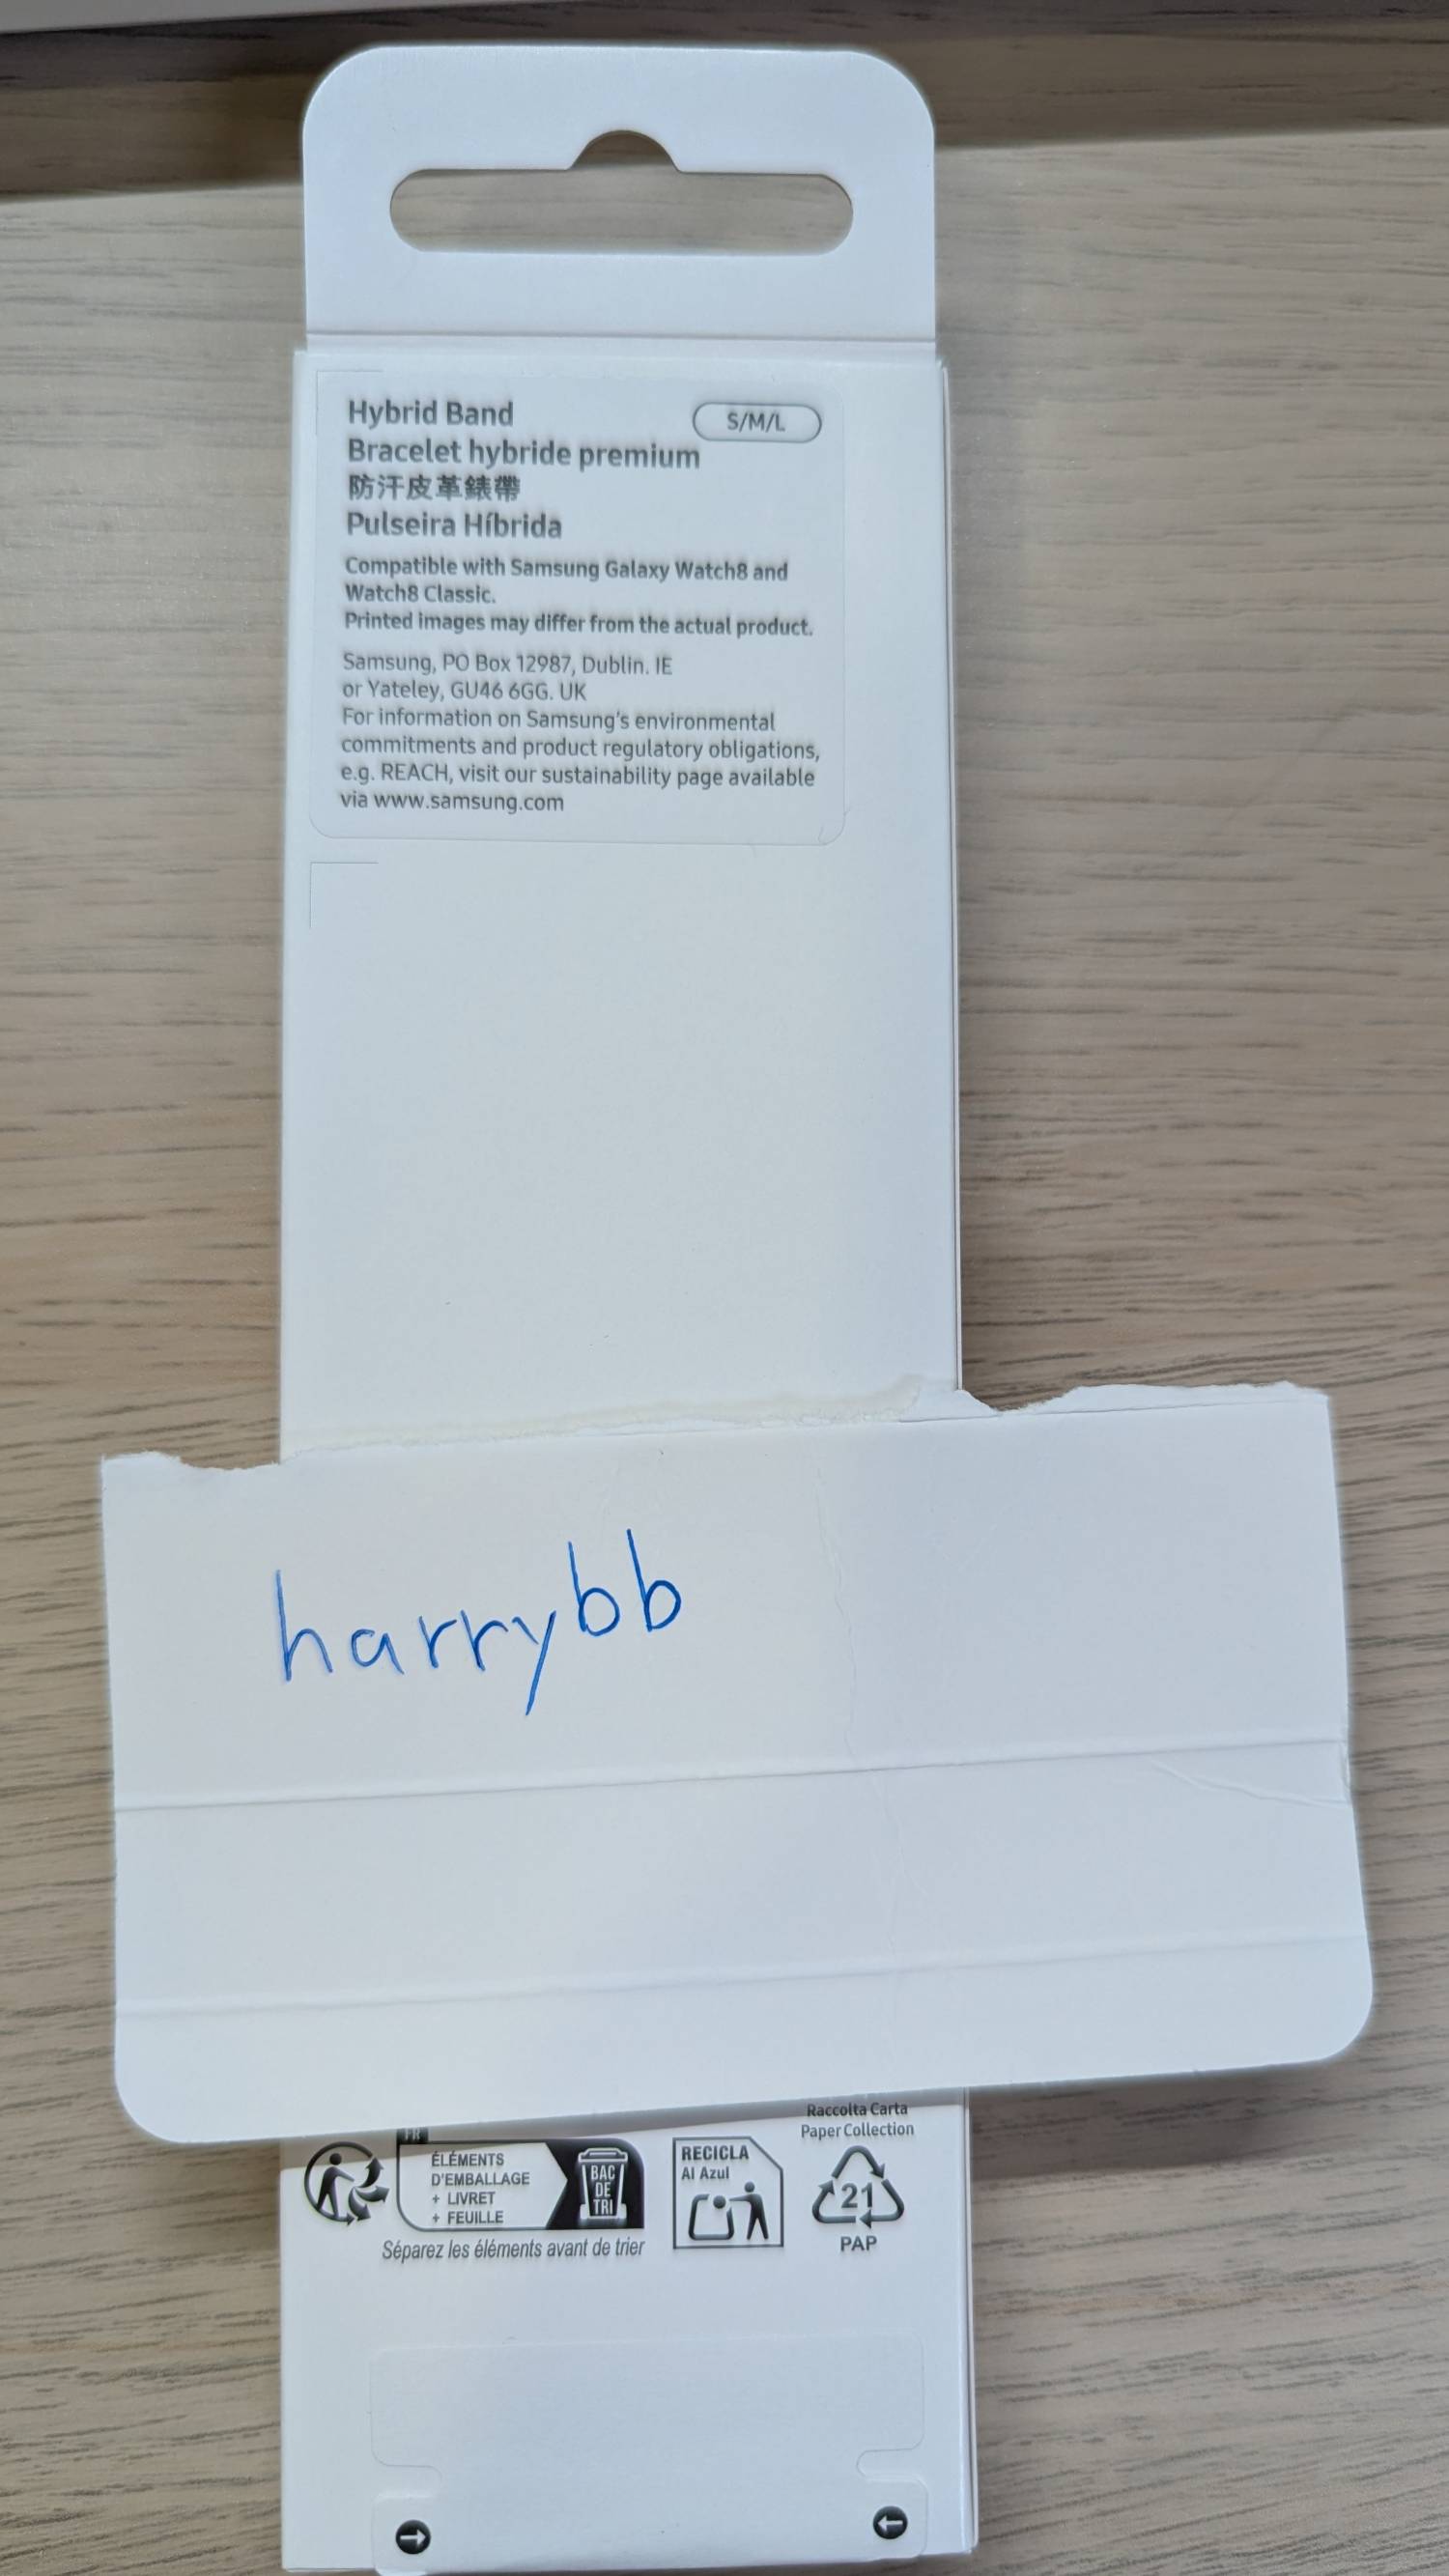 Hybrid Band
S/M/L
Bracelet hybride premium
防汗皮革錶帶
Pulseira Híbrida
Compatible with Samsung Galaxy Watch8 and
Watch8 Classic.
Printed images may differ from the actual product.
Samsung, PO Box 12987, Dublin. IE
or Yateley, GU46 6GG. UK
For information on Samsung's environmental
commitments and product regulatory obligations,
e.g. REACH, visit our sustainability page available
via www.samsung.com
harrybb
FR
ÉLÉMENTS
D'EMBALLAGE
+ LIVRET
+ FEUILLE
BAC
DE
TRI
Séparez les éléments avant de trier
RECICLA
Al Azul
Raccolta Carta
Paper Collection
21
PAP